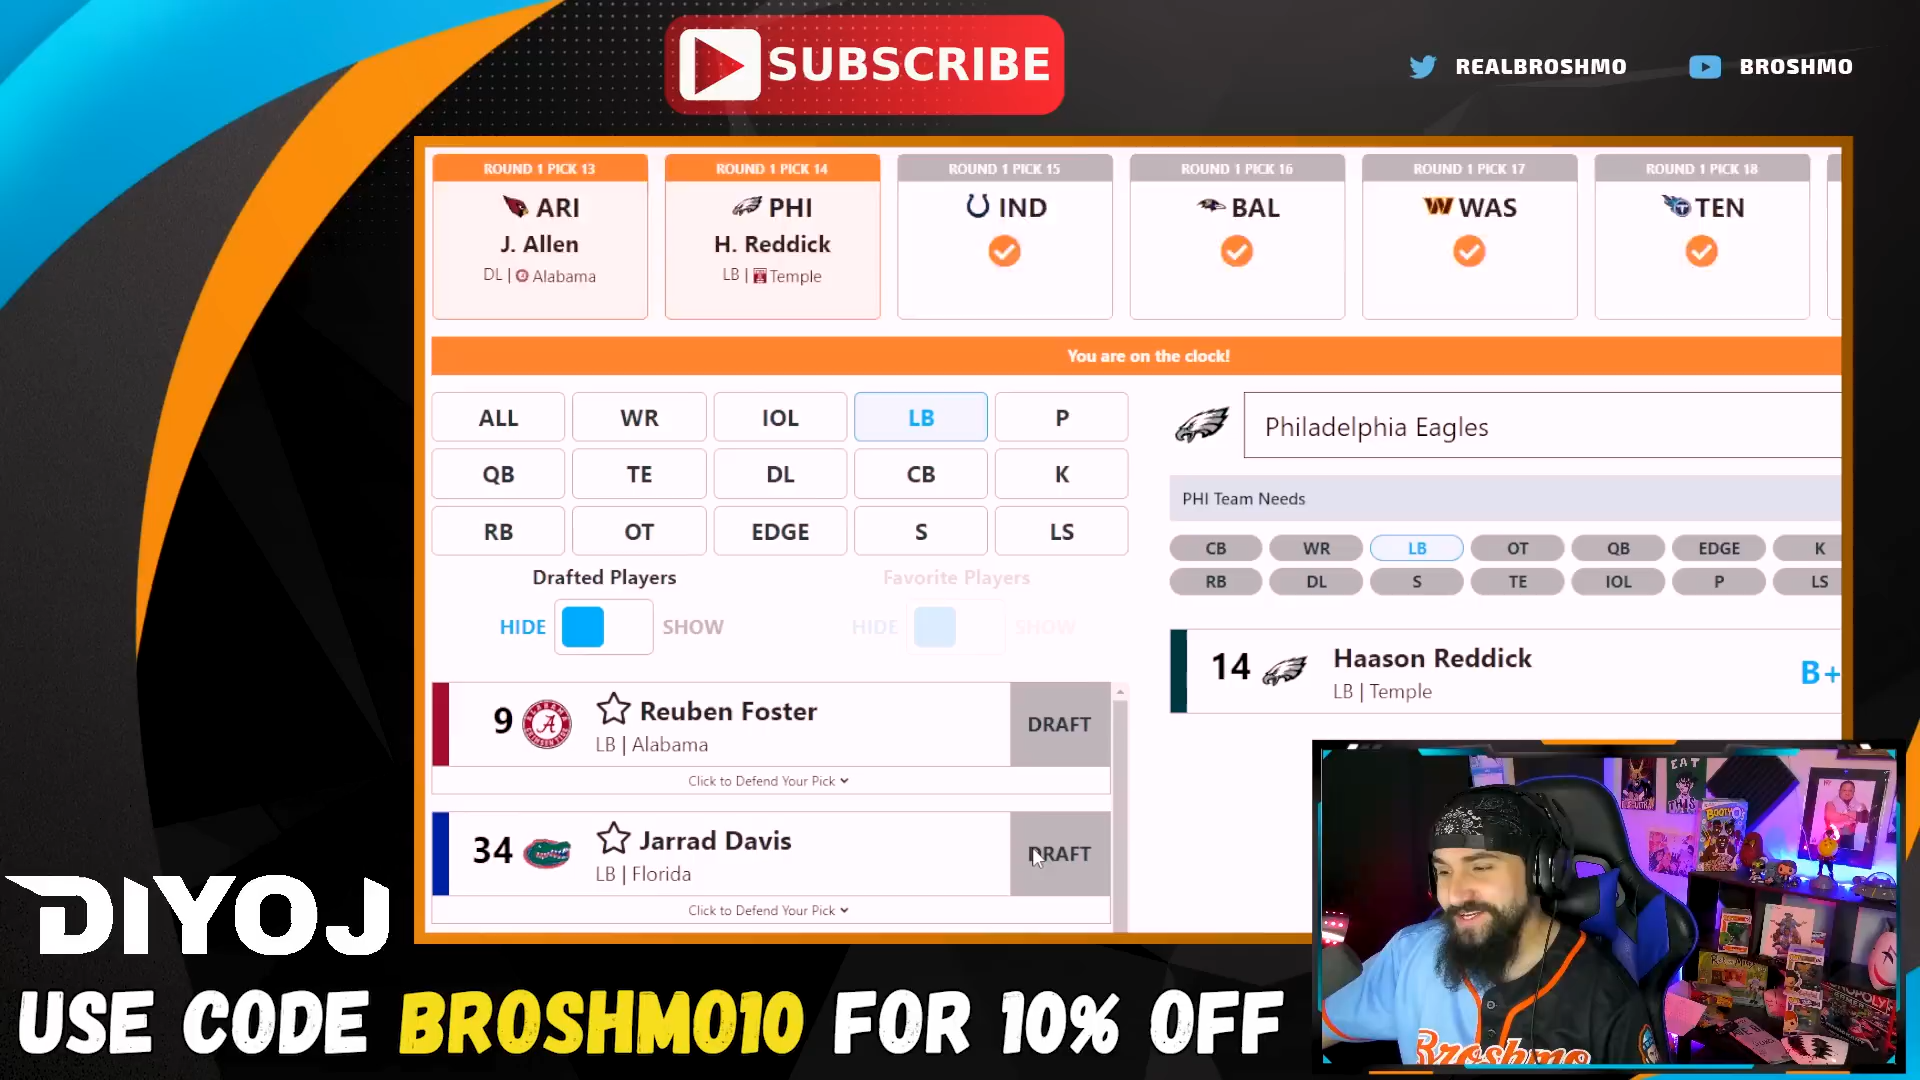 SUBSCRIBE
REALBROSHMO
BROSHMO
ROUND 1 PICK 13
ARI
J. Allen
DL | Alabama
ROUND 1 PICK 14
PHI
H. Reddick
LB | Temple
ROUND 1 PICK 15
IND
ROUND 1 PICK 16
BAL
ROUND 1 PICK 17
WAS
ROUND 1 PICK 18
TEN
You are on the clock!
ALL WR IOL LB P
QB TE DL CB K
RB OT EDGE S LS
Drafted Players
HIDE SHOW
Favorite Players
HIDE SHOW
9 Reuben Foster
LB | Alabama
DRAFT
Click to Defend Your Pick
34 Jarrad Davis
LB | Florida
DRAFT
Click to Defend Your Pick
Philadelphia Eagles
PHI Team Needs
CB WR LB OT QB EDGE K
RB DL S TE IOL P LS
14 Haason Reddick
LB | Temple
B+
EAT
THIS
Broshmo
DIYOJ
USE CODE BROSHMO10 FOR 10% OFF